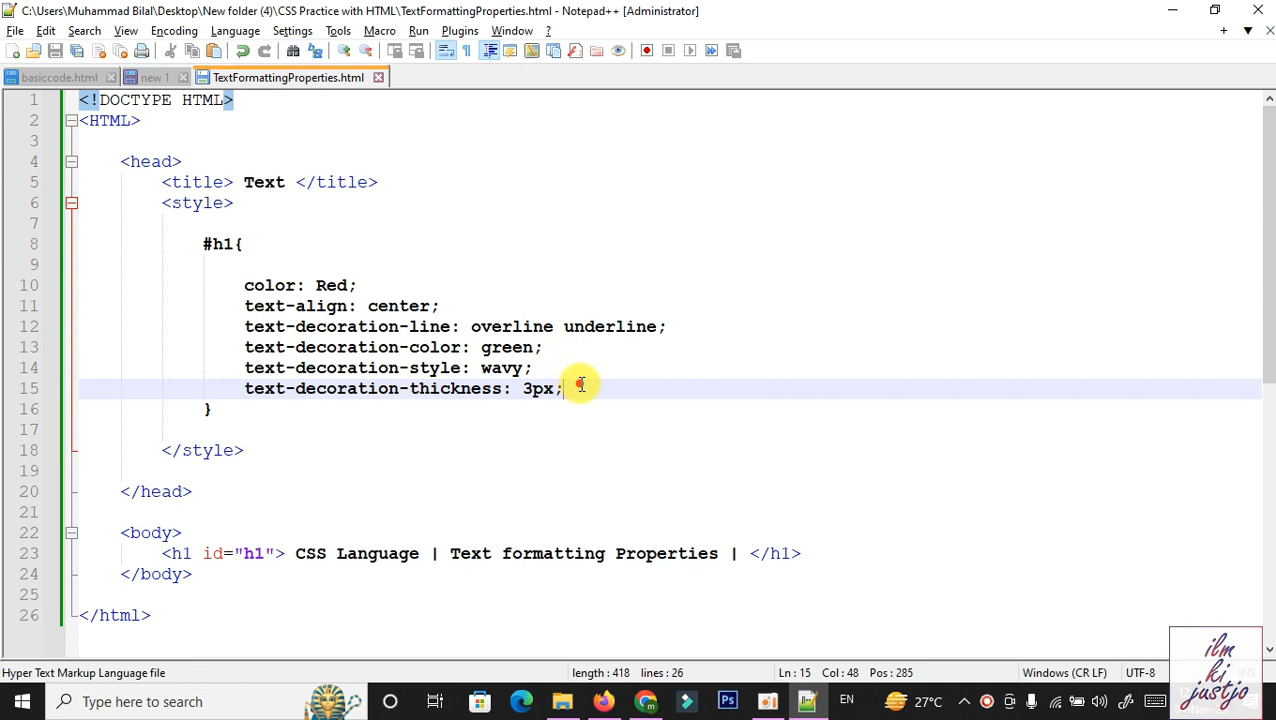 C:\Users\Muhammad Bilal\Desktop\New folder (4)\CSS Practice with HTML\TextFormattingProperties.html - Notepad++ [Administrator]
File Edit Search View Encoding Language Settings Tools Macro Run Plugins Window ?
basiccode.html new 1 TextFormattingProperties.html
1 <!DOCTYPE HTML>
2 <HTML>
3
4 <head>
5 <title> Text </title>
6 <style>
7
8 #h1{
9
10 color: Red;
11 text-align: center;
12 text-decoration-line: overline underline;
13 text-decoration-color: green;
14 text-decoration-style: wavy;
15 text-decoration-thickness: 3px;
16 }
17
18 </style>
19
20 </head>
21
22 <body>
23 <h1 id="h1"> CSS Language | Text formatting Properties | </h1>
24 </body>
25
26 </html>
Hyper Text Markup Language file length : 418 lines : 26 Ln : 15 Col : 48 Pos : 285 Windows (CR LF) UTF-8
Type here to search EN 27°C
ilm
ki
justjo